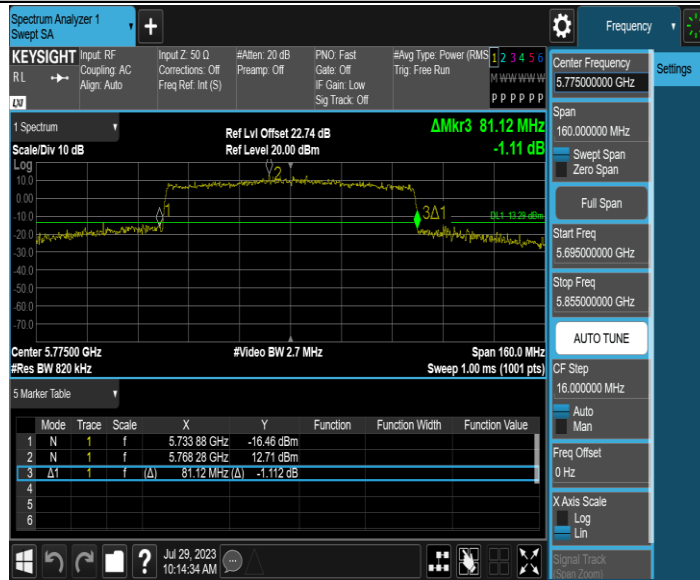 Spectrum Analyzer 1
Swept SA
+
Frequency
KEYSIGHT
RL
LXI
Input: RF
Coupling: AC
Align: Auto
Input Z: 50 Ω
Corrections: Off
Freq Ref: Int (S)
#Atten: 20 dB
Preamp: Off
PNO: Fast
Gate: Off
IF Gain: Low
Sig Track: Off
#Avg Type: Power (RMS
Trig: Free Run
1 2 3 4 5 6
M W W W W W
P P P P P P
Center Frequency
5.775000000 GHz
Settings
Span
160.000000 MHz
Swept Span
Zero Span
Full Span
Start Freq
5.695000000 GHz
Stop Freq
5.855000000 GHz
AUTO TUNE
CF Step
16.000000 MHz
Auto
Man
Freq Offset
0 Hz
X Axis Scale
Log
Lin
Signal Track
(Span Zoom)
1 Spectrum
Scale/Div 10 dB
Ref Lvl Offset 22.74 dB
Ref Level 20.00 dBm
ΔMkr3 81.12 MHz
-1.11 dB
Log
10.0
0.00
-10.0
-20.0
-30.0
-40.0
-50.0
-60.0
-70.0
1
2
3Δ1
DL1 -13.29 dBm
Center 5.77500 GHz
#Res BW 820 kHz
#Video BW 2.7 MHz
Span 160.0 MHz
Sweep 1.00 ms (1001 pts)
5 Marker Table
Mode Trace Scale X Y Function Function Width Function Value
1 N 1 f 5.733 88 GHz -16.46 dBm
2 N 1 f 5.768 28 GHz 12.71 dBm
3 Δ1 1 f (Δ) 81.12 MHz (Δ) -1.112 dB
4
5
6
?
Jul 29, 2023
10:14:34 AM